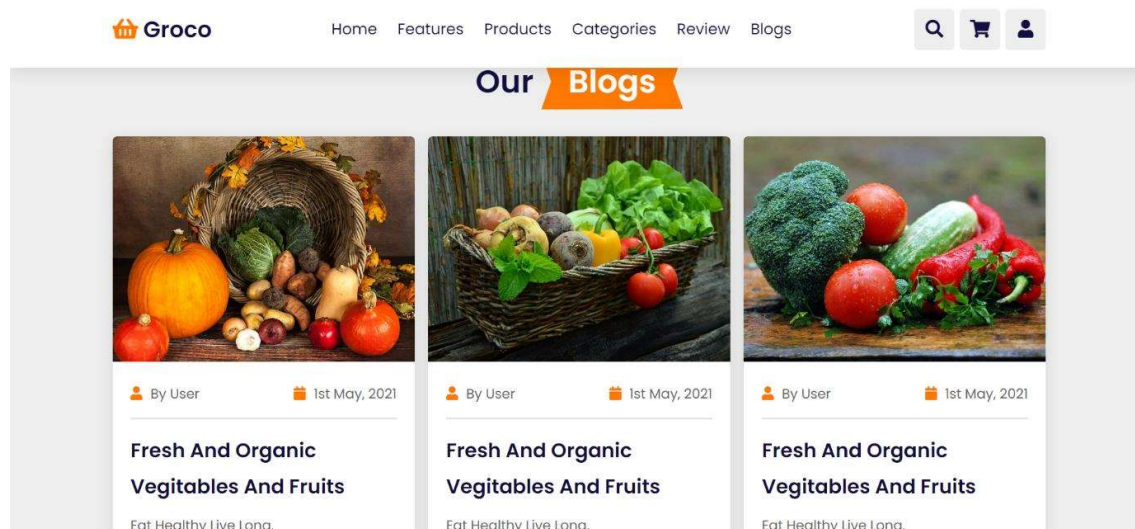 Groco
Home Features Products Categories Review Blogs
Our Blogs
By User 1st May, 2021
Fresh And Organic
Vegitables And Fruits
Eat Healthy Live Long.
By User 1st May, 2021
Fresh And Organic
Vegitables And Fruits
Eat Healthy Live Long.
By User 1st May, 2021
Fresh And Organic
Vegitables And Fruits
Eat Healthy Live Long.